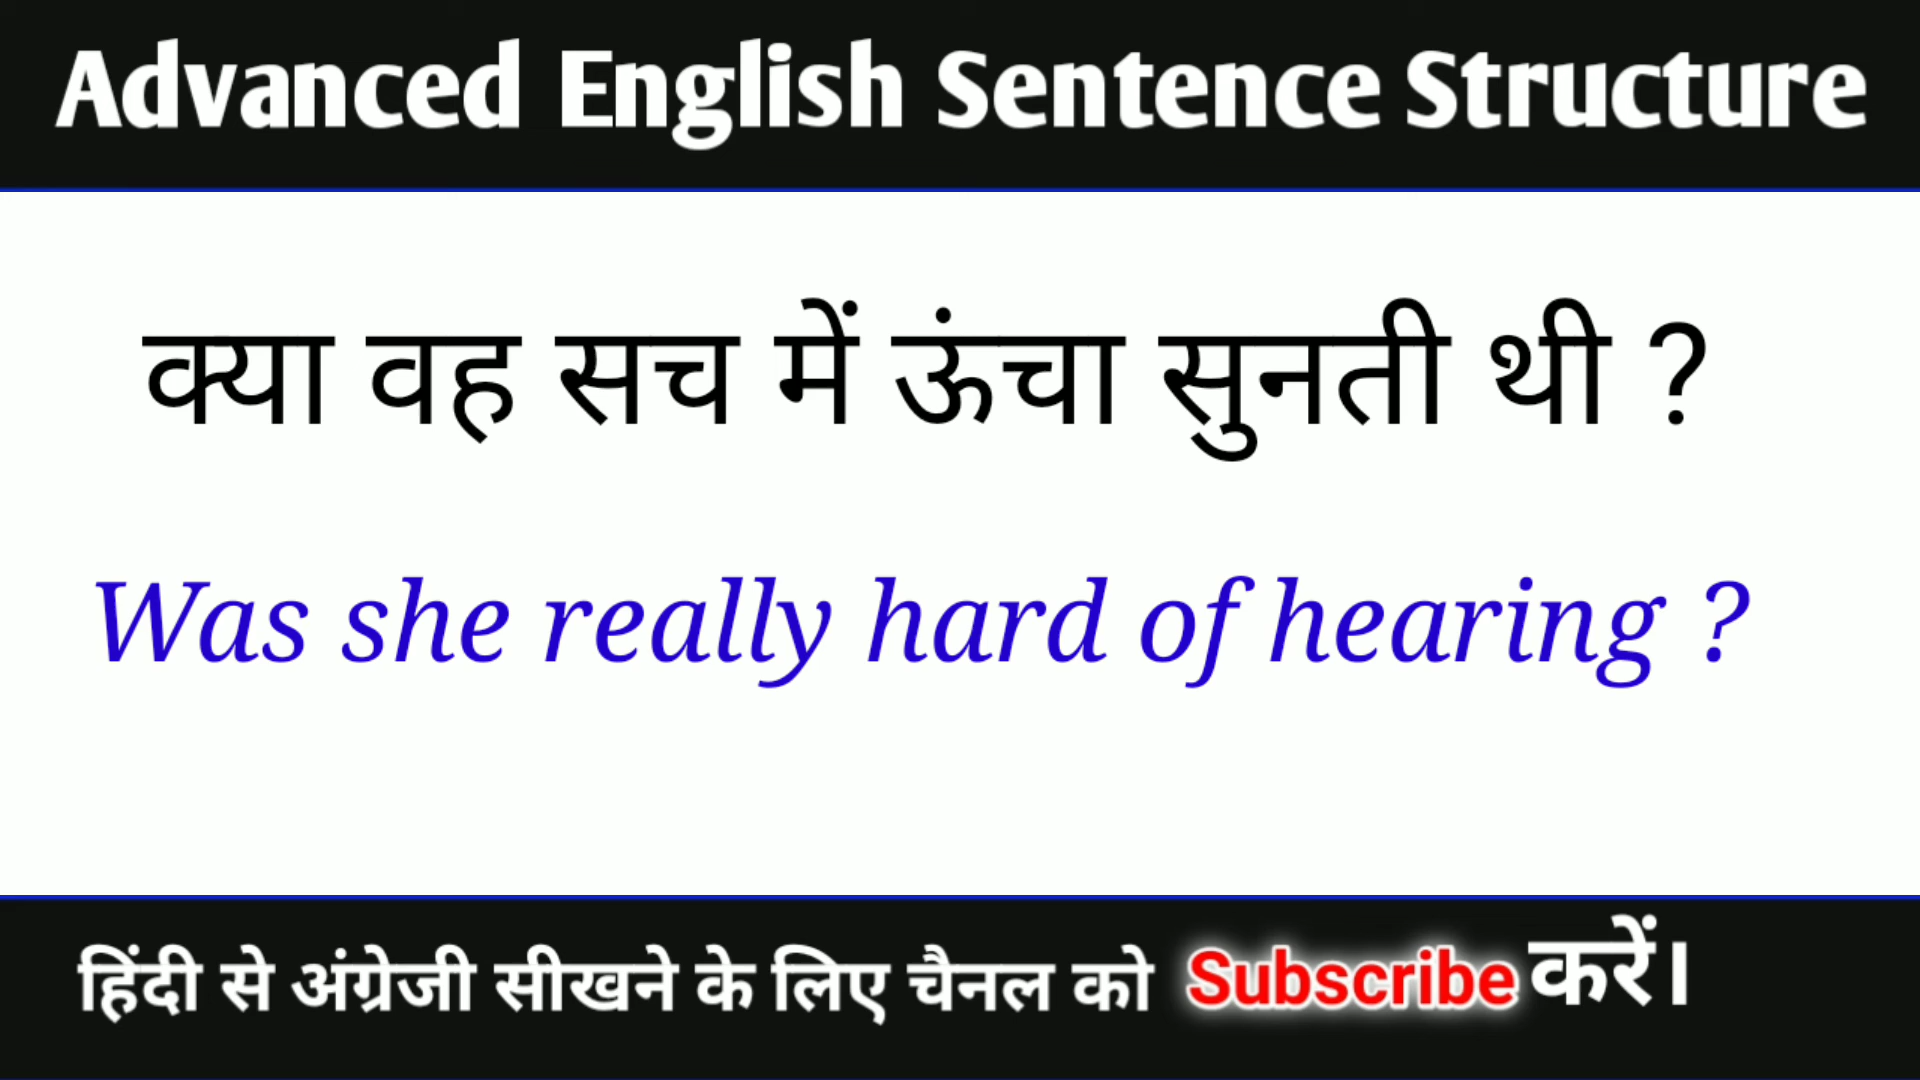 Advanced English Sentence Structure
क्या वह सच में ऊंचा सुनती थी ?
Was she really hard of hearing ?
हिंदी से अंग्रेजी सीखने के लिए चैनल को Subscribe करें।